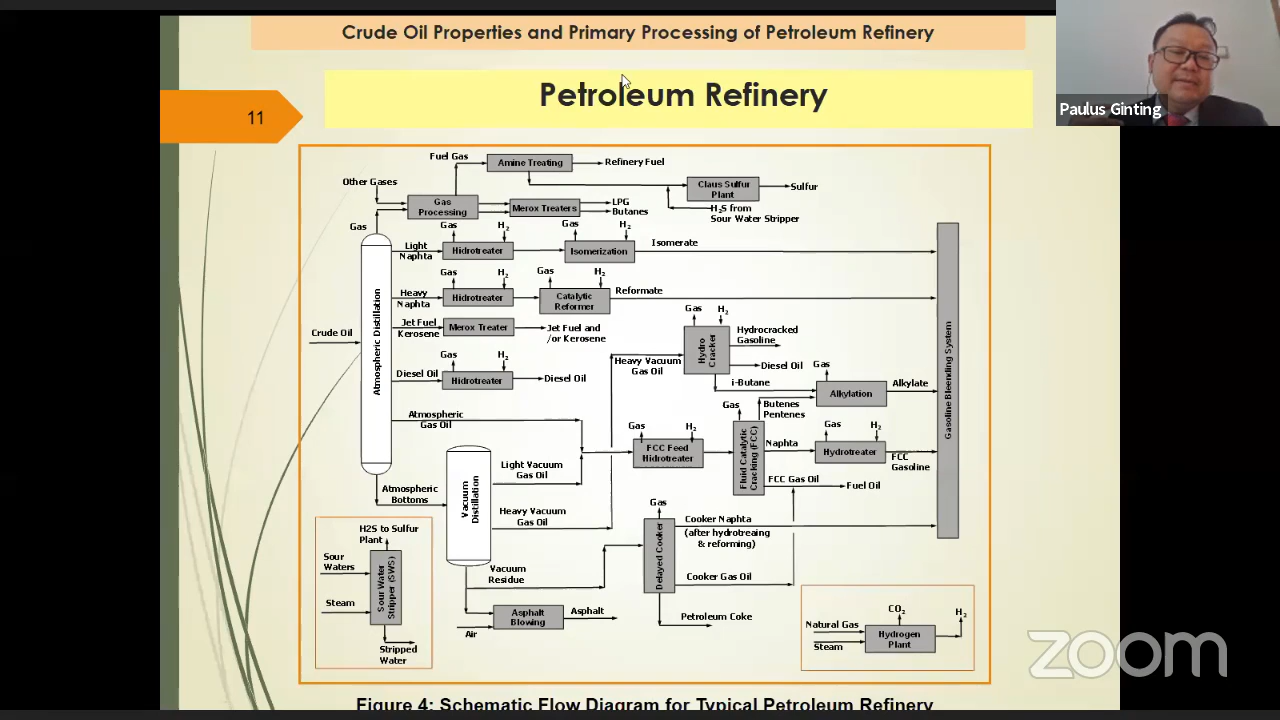 Crude Oil Properties and Primary Processing of Petroleum Refinery
Petroleum Refinery
11
Paulus Ginting
Fuel Gas
Amine Treating
Refinery Fuel
Other Gases
Claus Sulfur
Plant
Sulfur
Gas
Processing
Merox Treaters
LPG
Butanes
H₂S from
Sour Water Stripper
Gas
Light
Naphta
Gas
H₂
Hidrotreater
Gas
H₂
Isomerization
Isomerate
Heavy
Naphta
Gas
H₂
Hidrotreater
Gas
H₂
Catalytic
Reformer
Reformate
Crude Oil
Atmospheric Distillation
Jet Fuel
Kerosene
Merox Treater
Jet Fuel and
/or Kerosene
Gas
H₂
Hydro
Cracker
Hydrocracked
Gasoline
Heavy Vacuum
Gas Oil
Diesel Oil
i-Butane
Diesel Oil
Gas
H₂
Hidrotreater
Diesel Oil
Gas
Alkylation
Alkylate
Gasoline Bleending System
Atmospheric
Gas Oil
Gas
H₂
FCC Feed
Hidrotreater
Gas
Butenes
Pentenes
Fluid Catalytic
Cracking (FCC)
Naphta
Gas
H₂
Hydrotreater
FCC
Gasoline
FCC Gas Oil
Fuel Oil
Atmospheric
Bottoms
Vacuum
Distillation
Light Vacuum
Gas Oil
Heavy Vacuum
Gas Oil
Gas
Delayed Cooker
Cooker Naphta
(after hydrotreaing
& reforming)
Cooker Gas Oil
Petroleum Coke
Vacuum
Residue
Air
Asphalt
Blowing
Asphalt
H2S to Sulfur
Plant
Sour
Waters
Steam
Sour Water
Stripper (SWS)
Stripped
Water
CO₂
H₂
Natural Gas
Steam
Hydrogen
Plant
zoom
Figure 4: Schematic Flow Diagram for Typical Petroleum Refinery